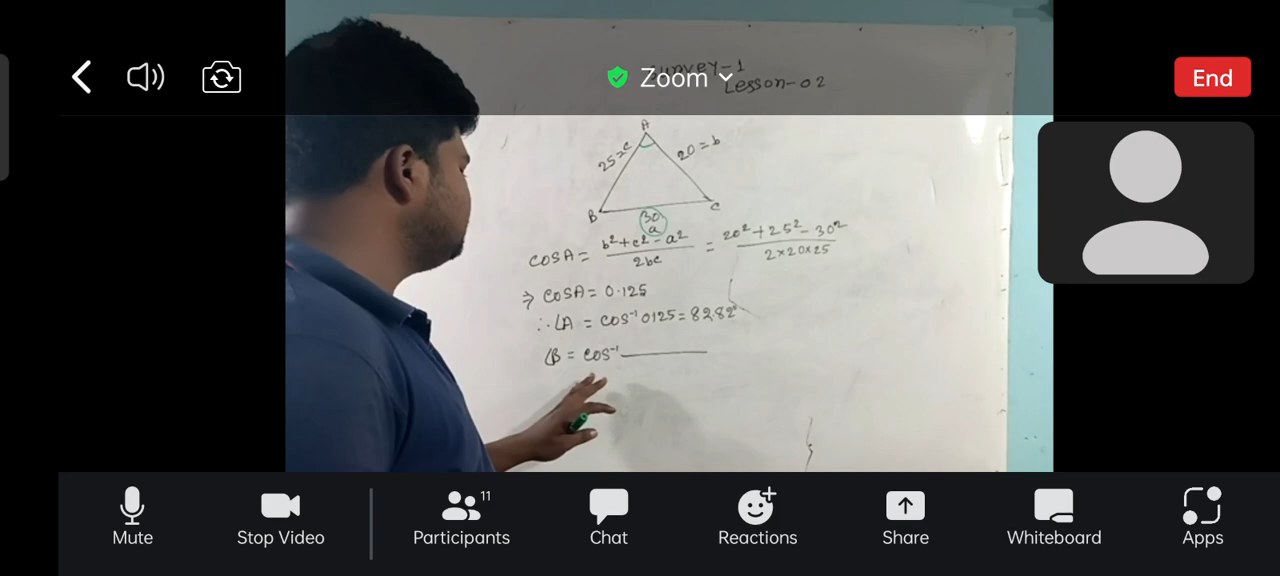 Zoom
End
Survey-1
Lesson-02
A
25=c
20=b
B
C
30
a
COSA = b²+c²-a² / 2bc = 20²+25²-30² / 2×20×25
⇒ COSA = 0.125
∴ ∠A = COS⁻¹ 0125 = 82.82°
∠B = COS⁻¹
11
Mute
Stop Video
Participants
Chat
Reactions
Share
Whiteboard
Apps